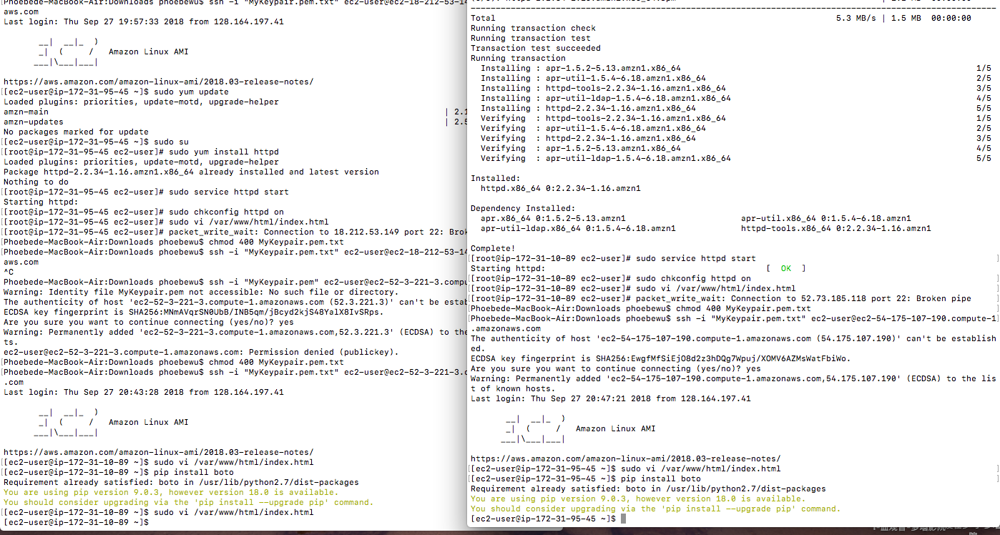 Phoebede-MacBook-Air:Downloads phoebewu$ ssh -i "MyKeypair.pem.txt" ec2-user@ec2-18-212-53-14
aws.com
Last login: Thu Sep 27 19:57:33 2018 from 128.164.197.41
__|  __|_  )
_|  (     /   Amazon Linux AMI
___|\___|___|
https://aws.amazon.com/amazon-linux-ami/2018.03-release-notes/
[[ec2-user@ip-172-31-95-45 ~]$ sudo yum update
Loaded plugins: priorities, update-motd, upgrade-helper
amzn-main | 2.1
amzn-updates | 2.5
No packages marked for update
[[ec2-user@ip-172-31-95-45 ~]$ sudo su
[[root@ip-172-31-95-45 ec2-user]# sudo yum install httpd
Loaded plugins: priorities, update-motd, upgrade-helper
Package httpd-2.2.34-1.16.amzn1.x86_64 already installed and latest version
Nothing to do
[[root@ip-172-31-95-45 ec2-user]# sudo service httpd start
Starting httpd:
[[root@ip-172-31-95-45 ec2-user]# sudo chkconfig httpd on
[[root@ip-172-31-95-45 ec2-user]# sudo vi /var/www/html/index.html
[[root@ip-172-31-95-45 ec2-user]# packet_write_wait: Connection to 18.212.53.149 port 22: Brok
Phoebede-MacBook-Air:Downloads phoebewu$ chmod 400 MyKeypair.pem.txt
Phoebede-MacBook-Air:Downloads phoebewu$ ssh -i "MyKeypair.pem.txt" ec2-user@ec2-18-212-53-14
aws.com
^C
Phoebede-MacBook-Air:Downloads phoebewu$ ssh -i "MyKeypair.pem" ec2-user@ec2-52-3-221-3.compu
Warning: Identity file MyKeypair.pem not accessible: No such file or directory.
The authenticity of host 'ec2-52-3-221-3.compute-1.amazonaws.com (52.3.221.3)' can't be estab
ECDSA key fingerprint is SHA256:MNmAVqrSN0UbB/INB5qm/jBcyd2kjS48YalX8IvSRps.
Are you sure you want to continue connecting (yes/no)? yes
Warning: Permanently added 'ec2-52-3-221-3.compute-1.amazonaws.com,52.3.221.3' (ECDSA) to the
ts.
ec2-user@ec2-52-3-221-3.compute-1.amazonaws.com: Permission denied (publickey).
Phoebede-MacBook-Air:Downloads phoebewu$ chmod 400 MyKeypair.pem.txt
Phoebede-MacBook-Air:Downloads phoebewu$ ssh -i "MyKeypair.pem.txt" ec2-user@ec2-52-3-221-3.c
.com
Last login: Thu Sep 27 20:43:28 2018 from 128.164.197.41
__|  __|_  )
_|  (     /   Amazon Linux AMI
___|\___|___|
https://aws.amazon.com/amazon-linux-ami/2018.03-release-notes/
[[ec2-user@ip-172-31-10-89 ~]$ sudo vi /var/www/html/index.html
[[ec2-user@ip-172-31-10-89 ~]$ pip install boto
Requirement already satisfied: boto in /usr/lib/python2.7/dist-packages
You are using pip version 9.0.3, however version 18.0 is available.
You should consider upgrading via the 'pip install --upgrade pip' command.
[[ec2-user@ip-172-31-10-89 ~]$ sudo vi /var/www/html/index.html
[ec2-user@ip-172-31-10-89 ~]$
Total 5.3 MB/s | 1.5 MB  00:00:00
Running transaction check
Running transaction test
Transaction test succeeded
Running transaction
Installing : apr-1.5.2-5.13.amzn1.x86_64 1/5
Installing : apr-util-1.5.4-6.18.amzn1.x86_64 2/5
Installing : httpd-tools-2.2.34-1.16.amzn1.x86_64 3/5
Installing : apr-util-ldap-1.5.4-6.18.amzn1.x86_64 4/5
Installing : httpd-2.2.34-1.16.amzn1.x86_64 5/5
Verifying  : httpd-tools-2.2.34-1.16.amzn1.x86_64 1/5
Verifying  : apr-util-1.5.4-6.18.amzn1.x86_64 2/5
Verifying  : httpd-2.2.34-1.16.amzn1.x86_64 3/5
Verifying  : apr-1.5.2-5.13.amzn1.x86_64 4/5
Verifying  : apr-util-ldap-1.5.4-6.18.amzn1.x86_64 5/5
Installed:
httpd.x86_64 0:2.2.34-1.16.amzn1
Dependency Installed:
apr.x86_64 0:1.5.2-5.13.amzn1 apr-util.x86_64 0:1.5.4-6.18.amzn1
apr-util-ldap.x86_64 0:1.5.4-6.18.amzn1 httpd-tools.x86_64 0:2.2.34-1.16.amzn1
Complete!
[[root@ip-172-31-10-89 ec2-user]# sudo service httpd start ]
Starting httpd: [  OK  ]
[[root@ip-172-31-10-89 ec2-user]# sudo chkconfig httpd on ]
[[root@ip-172-31-10-89 ec2-user]# sudo vi /var/www/html/index.html ]
[[root@ip-172-31-10-89 ec2-user]# packet_write_wait: Connection to 52.73.185.118 port 22: Broken pipe ]
[Phoebede-MacBook-Air:Downloads phoebewu$ chmod 400 MyKeypair.pem.txt ]
[Phoebede-MacBook-Air:Downloads phoebewu$ ssh -i "MyKeypair.pem.txt" ec2-user@ec2-54-175-107-190.compute-1]
.amazonaws.com
The authenticity of host 'ec2-54-175-107-190.compute-1.amazonaws.com (54.175.107.190)' can't be establish
ed.
ECDSA key fingerprint is SHA256:EwgfMfSiEjO8d2z3hDQg7Wpuj/XOMV6AZMsWatFbiWo.
Are you sure you want to continue connecting (yes/no)? yes
Warning: Permanently added 'ec2-54-175-107-190.compute-1.amazonaws.com,54.175.107.190' (ECDSA) to the lis
t of known hosts.
Last login: Thu Sep 27 20:47:21 2018 from 128.164.197.41
__|  __|_  )
_|  (     /   Amazon Linux AMI
___|\___|___|
https://aws.amazon.com/amazon-linux-ami/2018.03-release-notes/
[[ec2-user@ip-172-31-95-45 ~]$ sudo vi /var/www/html/index.html ]
[[ec2-user@ip-172-31-95-45 ~]$ pip install boto ]
Requirement already satisfied: boto in /usr/lib/python2.7/dist-packages
You are using pip version 9.0.3, however version 18.0 is available.
You should consider upgrading via the 'pip install --upgrade pip' command.
[ec2-user@ip-172-31-95-45 ~]$